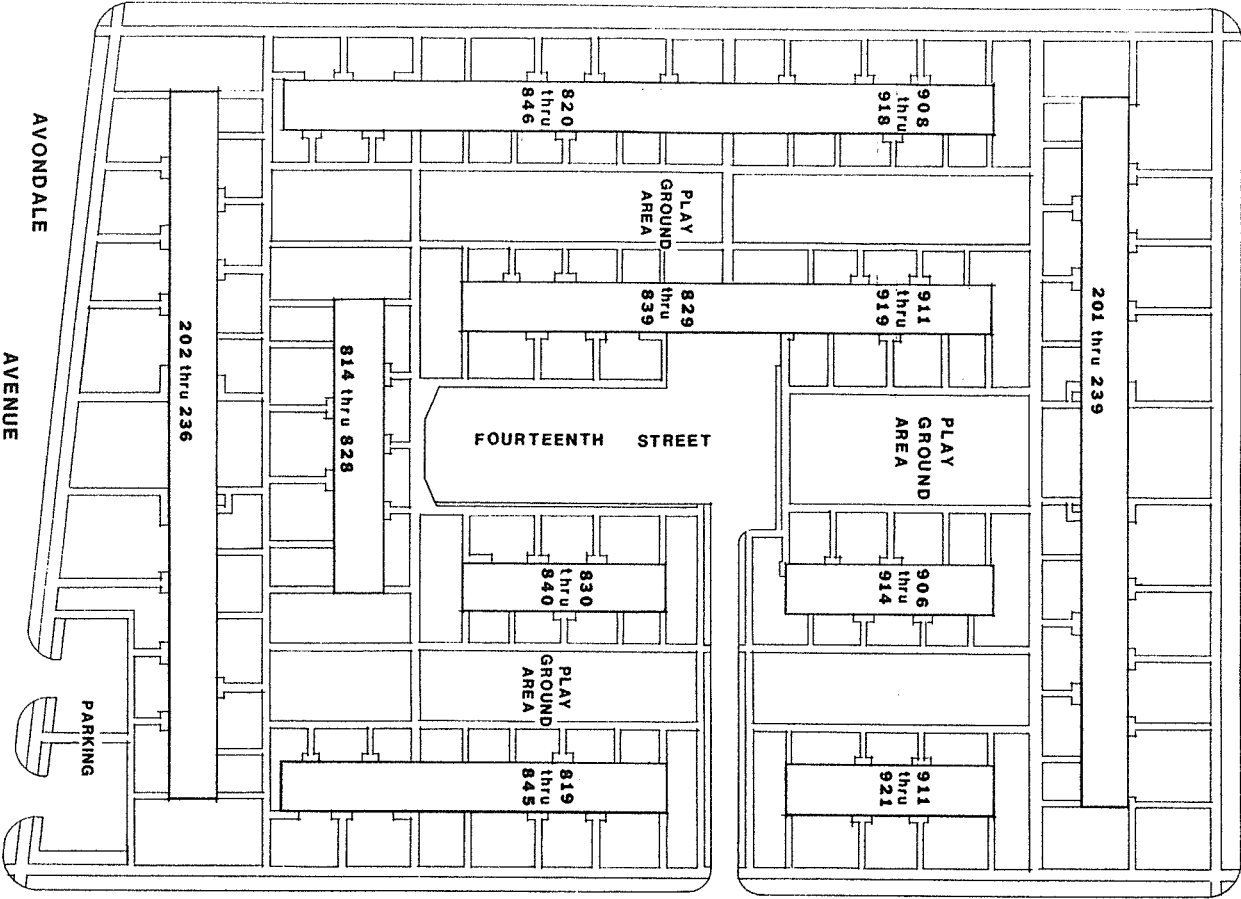 908
thru
918
820
thru
846
AVONDALE
PLAY
GROUND
AREA
911
thru
919
829
thru
839
201 thru 239
202 thru 236
814 thru 828
AVENUE
FOURTEENTH STREET
PLAY
GROUND
AREA
906
thru
914
830
thru
840
PLAY
GROUND
AREA
PARKING
819
thru
845
911
thru
921